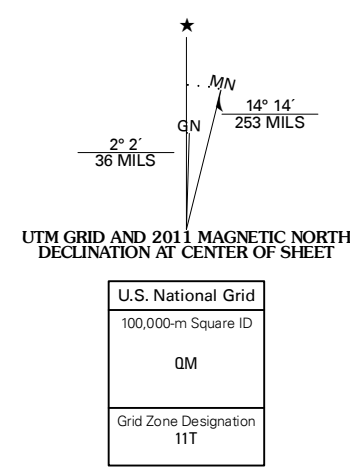 MN
GN
14° 14´
253 MILS
2° 2´
36 MILS
UTM GRID AND 2011 MAGNETIC NORTH
DECLINATION AT CENTER OF SHEET
U.S. National Grid
100,000-m Square ID
QM
Grid Zone Designation
11T